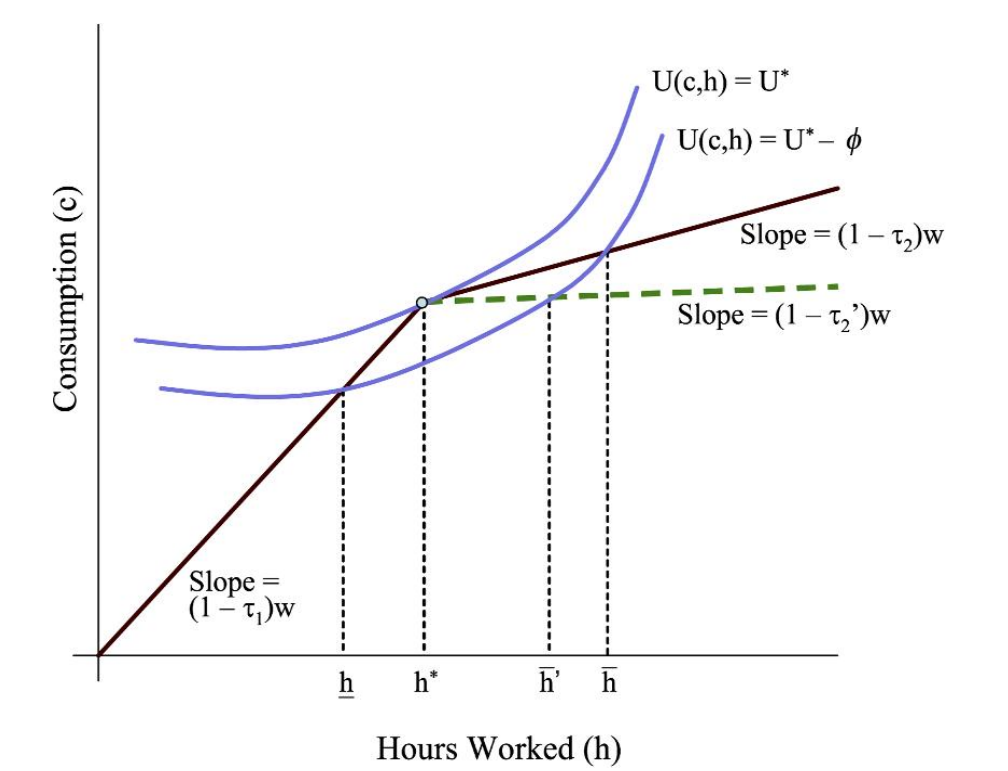 U(c,h) = U*
U(c,h) = U* – ϕ
Consumption (c)
Slope = (1 – τ₂)w
Slope = (1 – τ₂’)w
Slope =
(1 – τ₁)w
h̲ h* h̅’ h̅
Hours Worked (h)